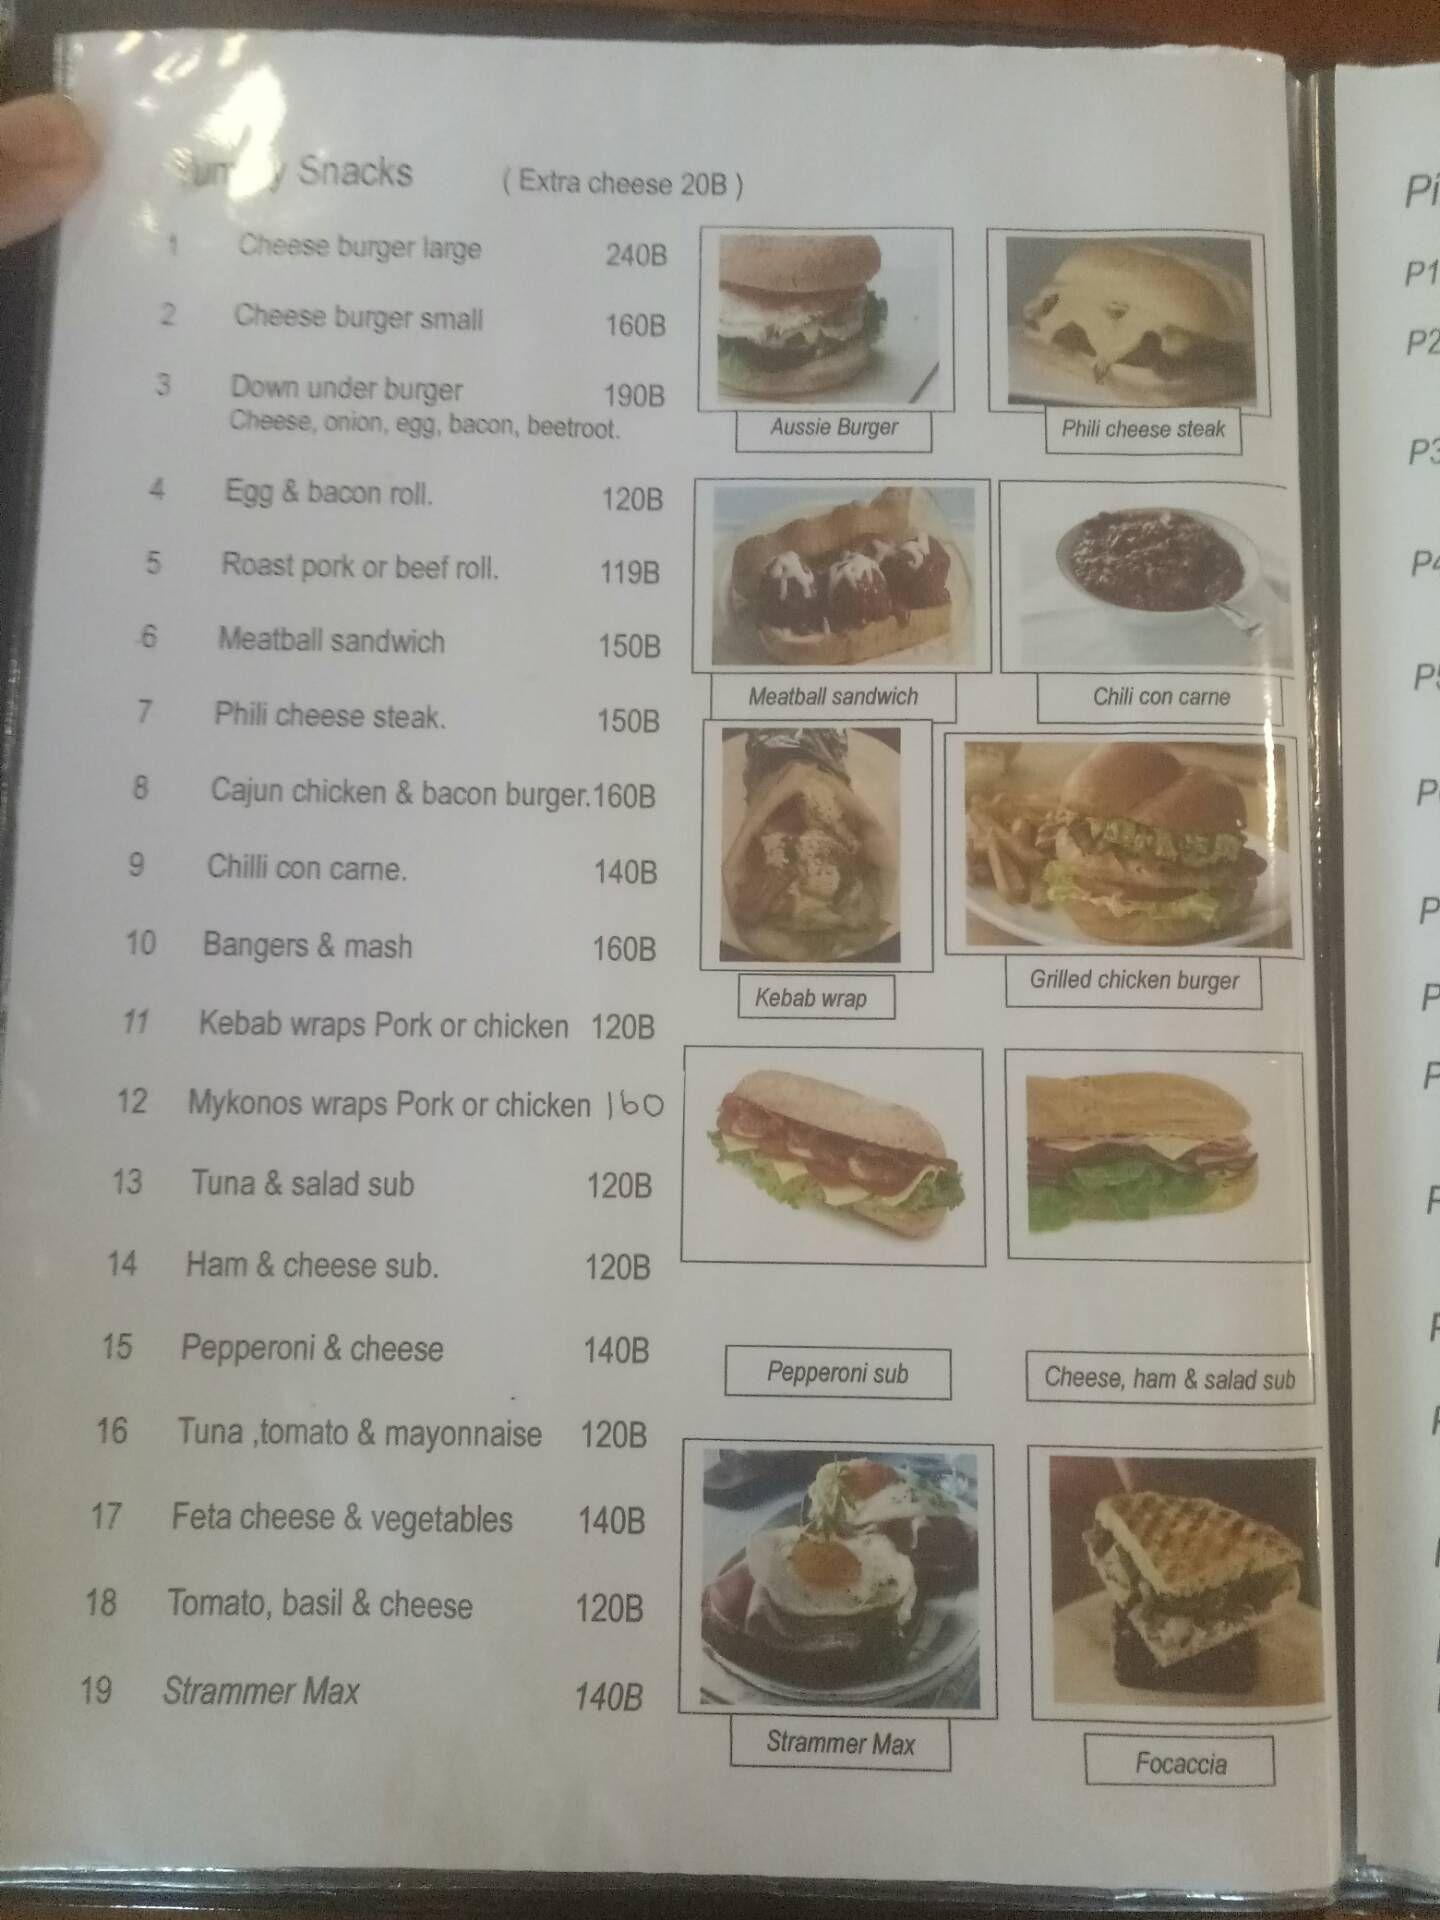 Yummy Snacks ( Extra cheese 20B )
1 Cheese burger large 240B
2 Cheese burger small 160B
3 Down under burger 190B
Cheese, onion, egg, bacon, beetroot.
4 Egg & bacon roll. 120B
5 Roast pork or beef roll. 119B
6 Meatball sandwich 150B
7 Phili cheese steak. 150B
8 Cajun chicken & bacon burger.160B
9 Chilli con carne. 140B
10 Bangers & mash 160B
11 Kebab wraps Pork or chicken 120B
12 Mykonos wraps Pork or chicken 160
13 Tuna & salad sub 120B
14 Ham & cheese sub. 120B
15 Pepperoni & cheese 140B
16 Tuna ,tomato & mayonnaise 120B
17 Feta cheese & vegetables 140B
18 Tomato, basil & cheese 120B
19 Strammer Max 140B
Aussie Burger
Phili cheese steak
Meatball sandwich
Chili con carne
Kebab wrap
Grilled chicken burger
Pepperoni sub
Cheese, ham & salad sub
Strammer Max
Focaccia
P1
P2